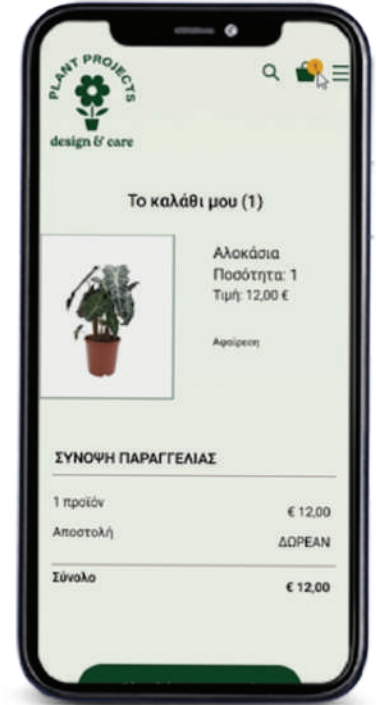 PLANT PROJECTS
design & care
1
Το καλάθι μου (1)
Αλοκάσια
Ποσότητα: 1
Τιμή: 12,00 €
Αφαίρεση
ΣΥΝΟΨΗ ΠΑΡΑΓΓΕΛΙΑΣ
1 προϊόν € 12,00
Αποστολή ΔΩΡΕΑΝ
Σύνολο € 12,00